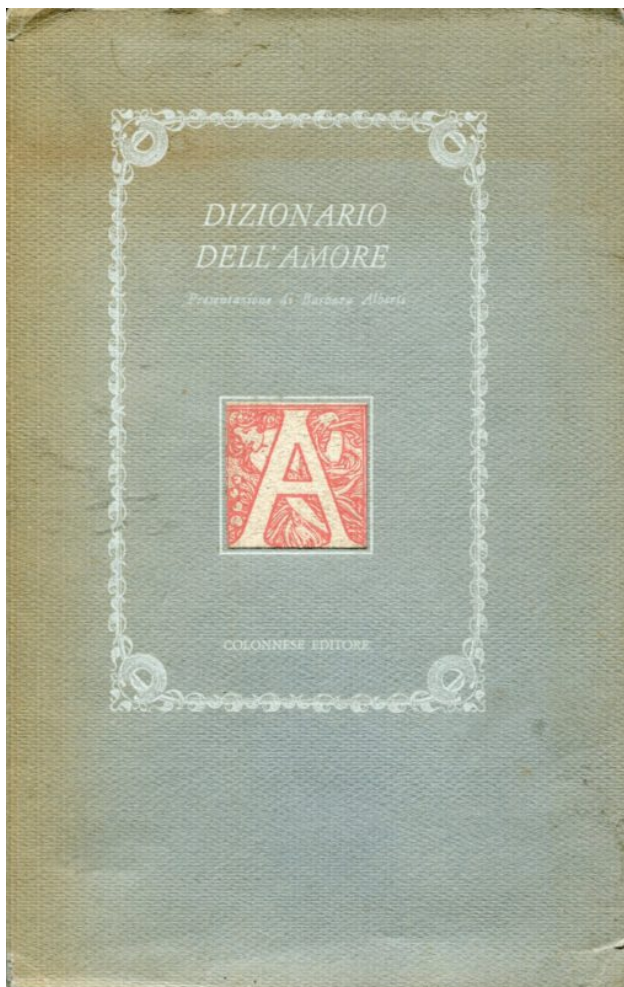 DIZIONARIO
DELL'AMORE
Presentazione di Barbara Alberti
A
COLONNESE EDITORE